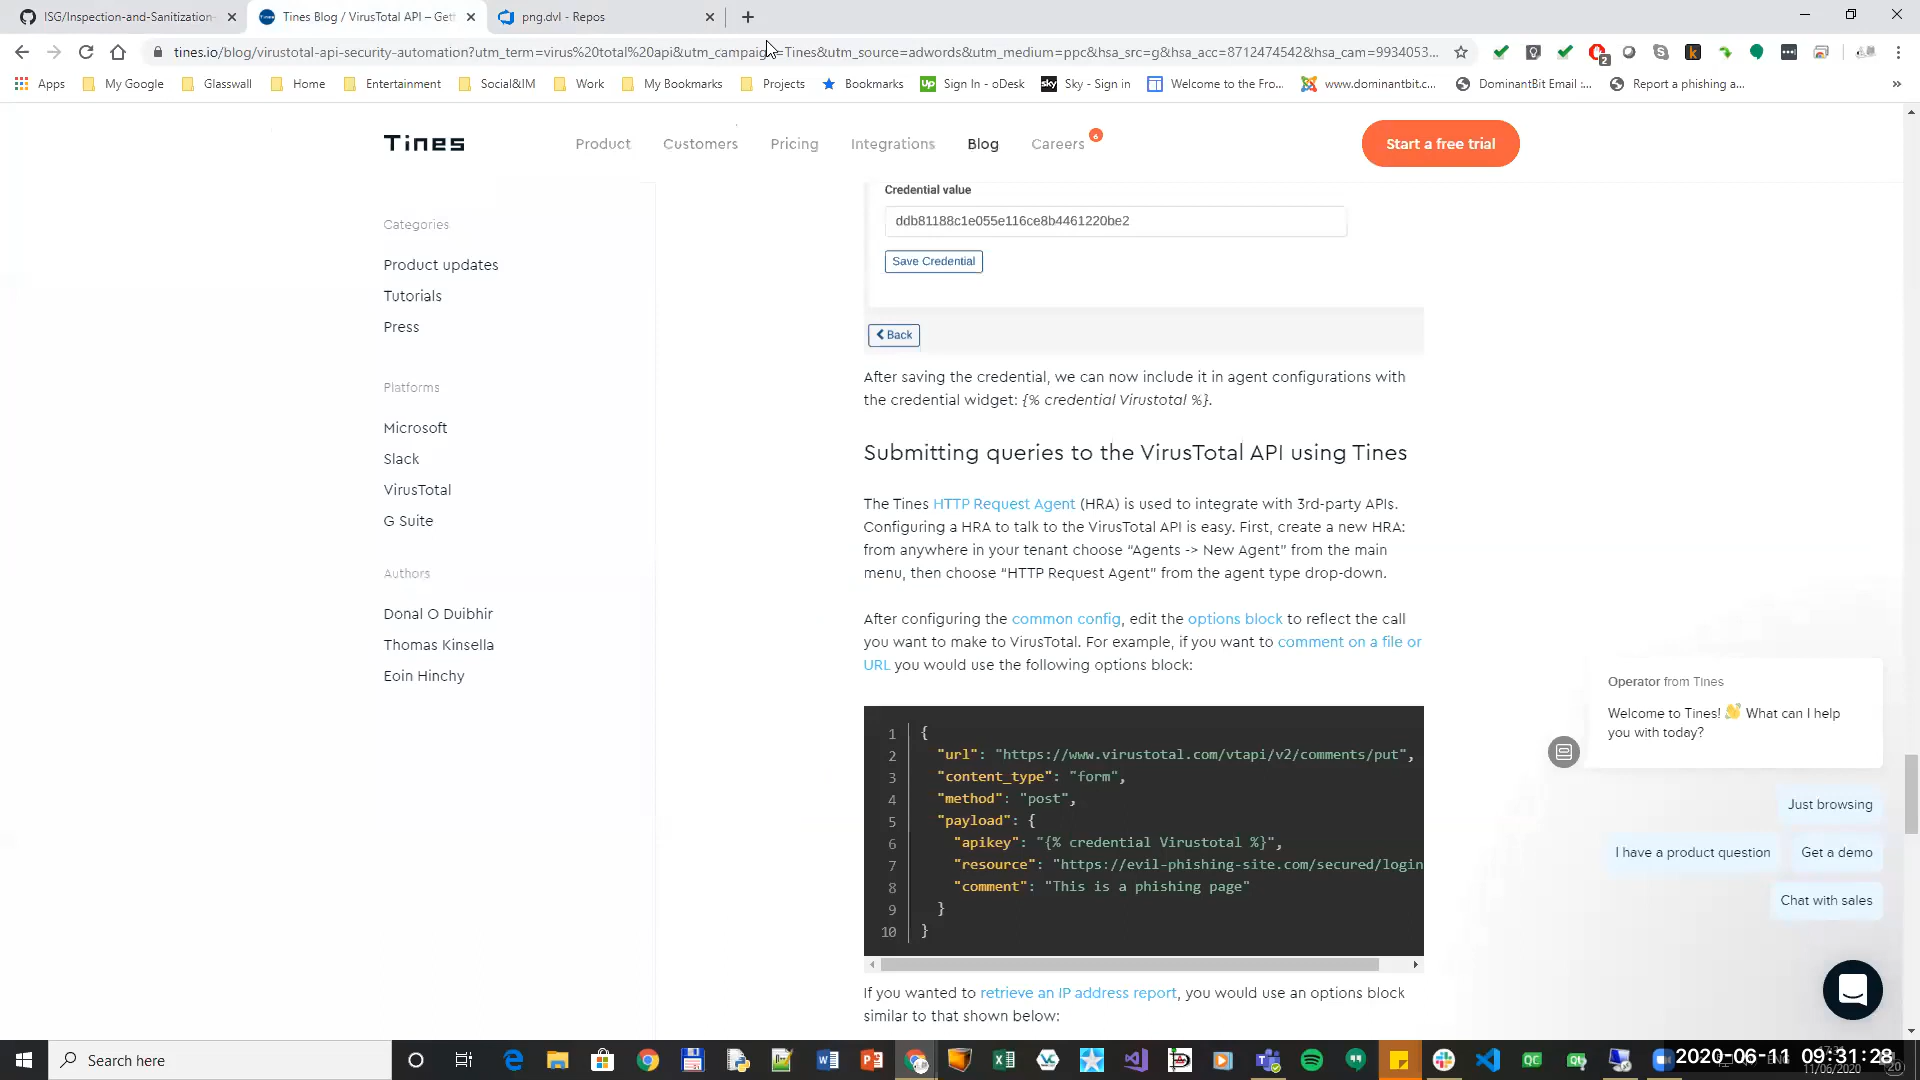 ISG/Inspection-and-Sanitization-
Tines Blog / VirusTotal API – Gett
png.dvl - Repos
tines.io/blog/virustotal-api-security-automation?utm_term=virus%20total%20api&utm_campaign=Tines&utm_source=adwords&utm_medium=ppc&hsa_src=g&hsa_acc=8712474542&hsa_cam=9934053...
2
Apps
My Google
Glasswall
Home
Entertainment
Social&IM
Work
My Bookmarks
Projects
Bookmarks
Up
Sign In - oDesk
sky
Sky - Sign in
Welcome to the Fro...
www.dominantbit.c...
DominantBit Email :...
Report a phishing a...
»
Tines
Product
Customers
Pricing
Integrations
Blog
Careers
6
Start a free trial
Categories
Product updates
Tutorials
Press
Platforms
Microsoft
Slack
VirusTotal
G Suite
Authors
Donal O Duibhir
Thomas Kinsella
Eoin Hinchy
Credential value
ddb81188c1e055e116ce8b4461220be2
Save Credential
Back
After saving the credential, we can now include it in agent configurations with
the credential widget: {% credential Virustotal %}.
Submitting queries to the VirusTotal API using Tines
The Tines HTTP Request Agent (HRA) is used to integrate with 3rd-party APIs.
Configuring a HRA to talk to the VirusTotal API is easy. First, create a new HRA:
from anywhere in your tenant choose “Agents -> New Agent” from the main
menu, then choose “HTTP Request Agent” from the agent type drop-down.
After configuring the common config, edit the options block to reflect the call
you want to make to VirusTotal. For example, if you want to comment on a file or
URL you would use the following options block:
1 {
2 "url": "https://www.virustotal.com/vtapi/v2/comments/put",
3 "content_type": "form",
4 "method": "post",
5 "payload": {
6 "apikey": "{% credential Virustotal %}",
7 "resource": "https://evil-phishing-site.com/secured/login
8 "comment": "This is a phishing page"
9 }
10 }
If you wanted to retrieve an IP address report, you would use an options block
similar to that shown below:
Operator from Tines
Welcome to Tines! 👋 What can I help
you with today?
Just browsing
I have a product question
Get a demo
Chat with sales
Search here
2020-06-11 09:31:28
11/06/2020
20